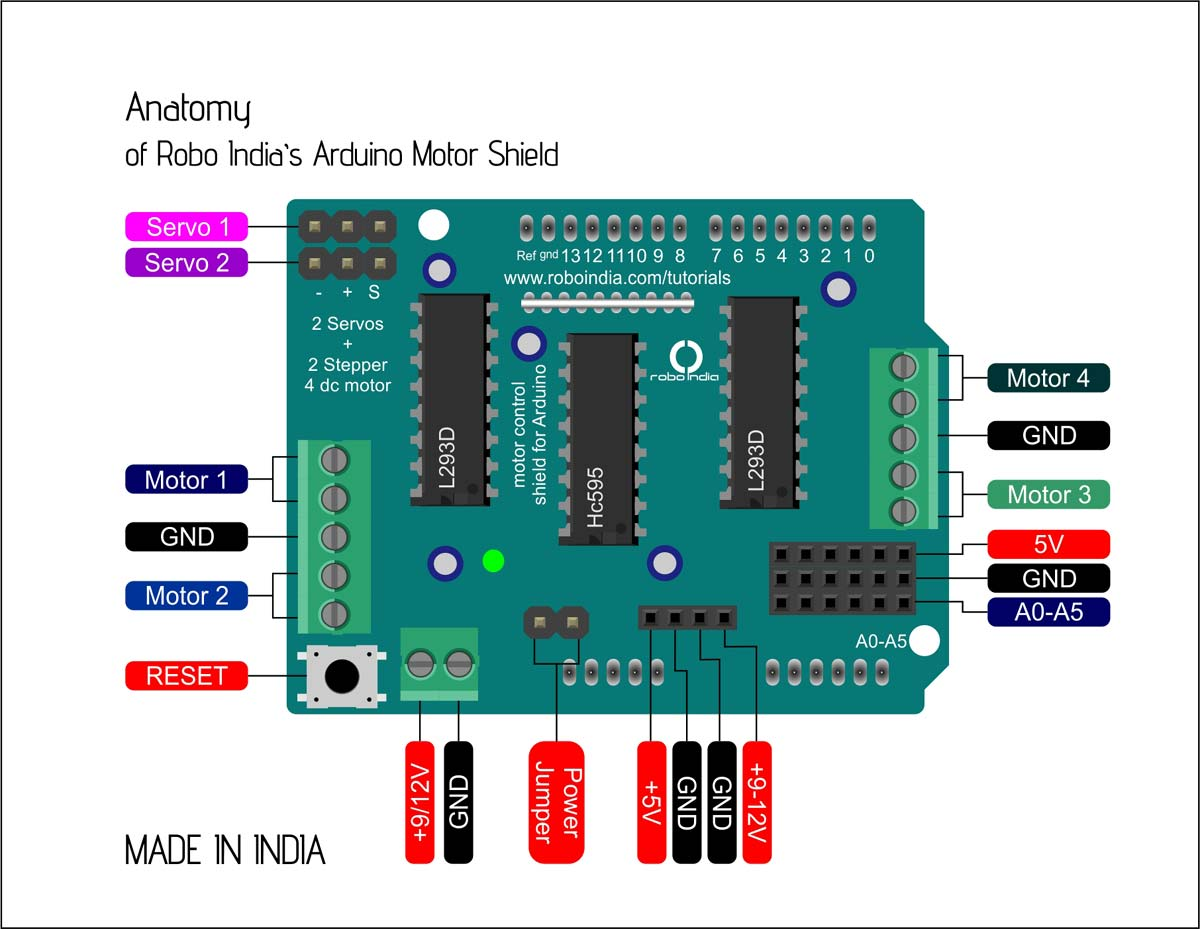 Anatomy
of Robo India's Arduino Motor Shield
Servo 1
Servo 2
- + S
2 Servos
+
2 Stepper
4 dc motor
Ref gnd 13 12 11 10 9 8 7 6 5 4 3 2 1 0
www.roboindia.com/tutorials
L293D
motor control
shield for Arduino
Hc595
robo india
L293D
Motor 1
GND
Motor 2
RESET
Motor 4
GND
Motor 3
5V
GND
A0-A5
A0-A5
+9/12V
GND
Power
Jumper
+5V
GND
GND
+9-12V
MADE IN INDIA